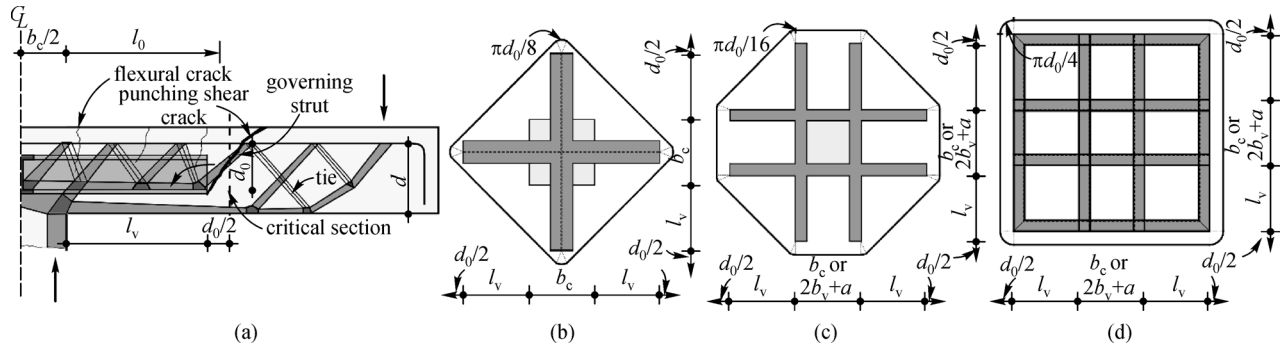 CL
b_c/2
l_0
flexural crack
punching shear
crack
governing
strut
d_0
d
tie
critical section
l_v
d_0/2
(a)
πd_0/8
d_0/2
b_c
l_v
d_0/2
d_0/2
l_v
b_c
l_v
(b)
πd_0/16
d_0/2
b_c or
2b_v+a
l_v
d_0/2
d_0/2
l_v
b_c or
2b_v+a
l_v
(c)
πd_0/4
d_0/2
b_c or
2b_v+a
l_v
d_0/2
d_0/2
l_v
b_c or
2b_v+a
l_v
(d)